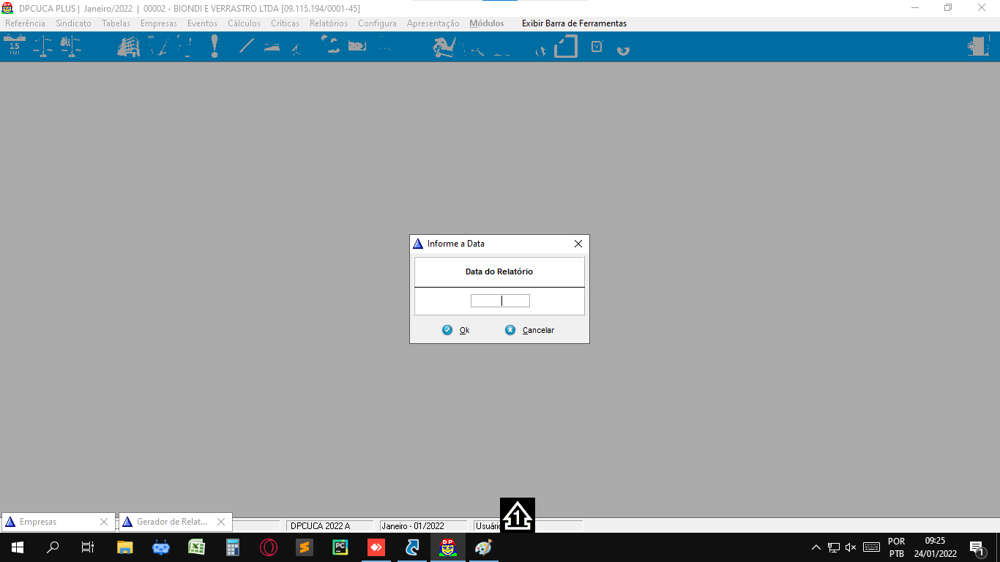 DPCUCA PLUS | Janeiro/2022 | 00002 - BIONDI E VERRASTRO LTDA [09.115.194/0001-45]
Referência Sindicato Tabelas Empresas Eventos Cálculos Críticas Relatórios Configura Apresentação Módulos Exibir Barra de Ferramentas
15
Informe a Data
Data do Relatório
Ok Cancelar
1
Empresas Gerador de Relat... DPCUCA 2022 A Janeiro - 01/2022
PC DP POR 09:25
PTB 24/01/2022 1